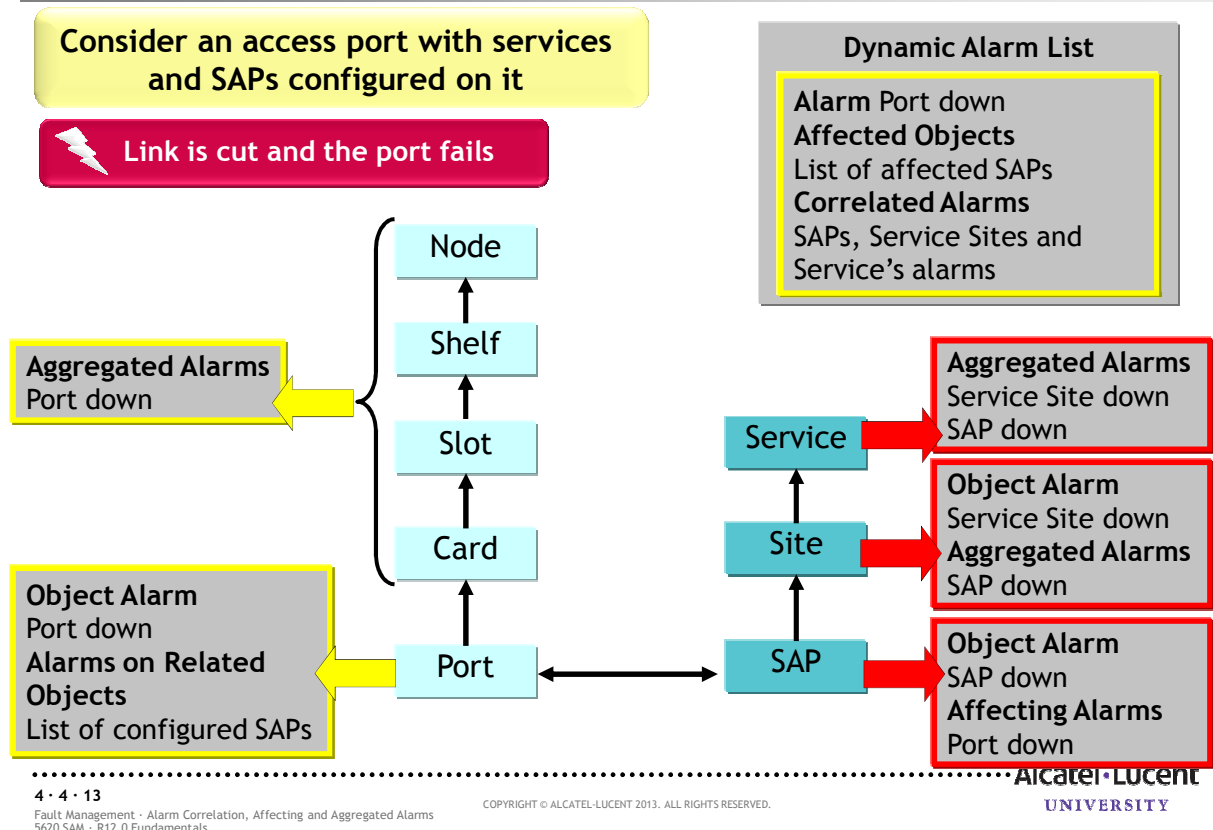 Consider an access port with services
and SAPs configured on it
Link is cut and the port fails
Dynamic Alarm List
Alarm Port down
Affected Objects
List of affected SAPs
Correlated Alarms
SAPs, Service Sites and
Service’s alarms
Node
Shelf
Slot
Card
Port
Aggregated Alarms
Port down
Object Alarm
Port down
Alarms on Related
Objects
List of configured SAPs
Service
Site
SAP
Aggregated Alarms
Service Site down
SAP down
Object Alarm
Service Site down
Aggregated Alarms
SAP down
Object Alarm
SAP down
Affecting Alarms
Port down
4 · 4 · 13
Fault Management · Alarm Correlation, Affecting and Aggregated Alarms
5620 SAM · R12.0 Fundamentals
COPYRIGHT © ALCATEL-LUCENT 2013. ALL RIGHTS RESERVED.
Alcatel·Lucent
UNIVERSITY